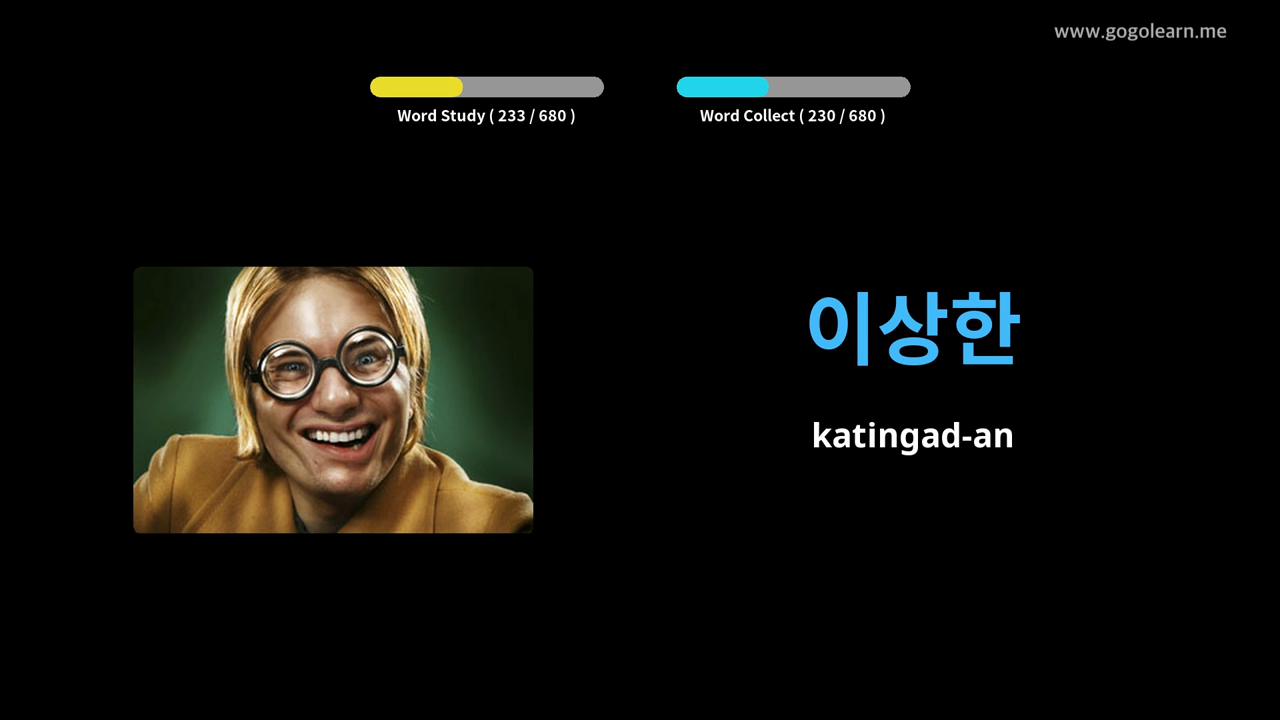 www.gogolearn.me
Word Study ( 233 / 680 )
Word Collect ( 230 / 680 )
이상한
katingad-an